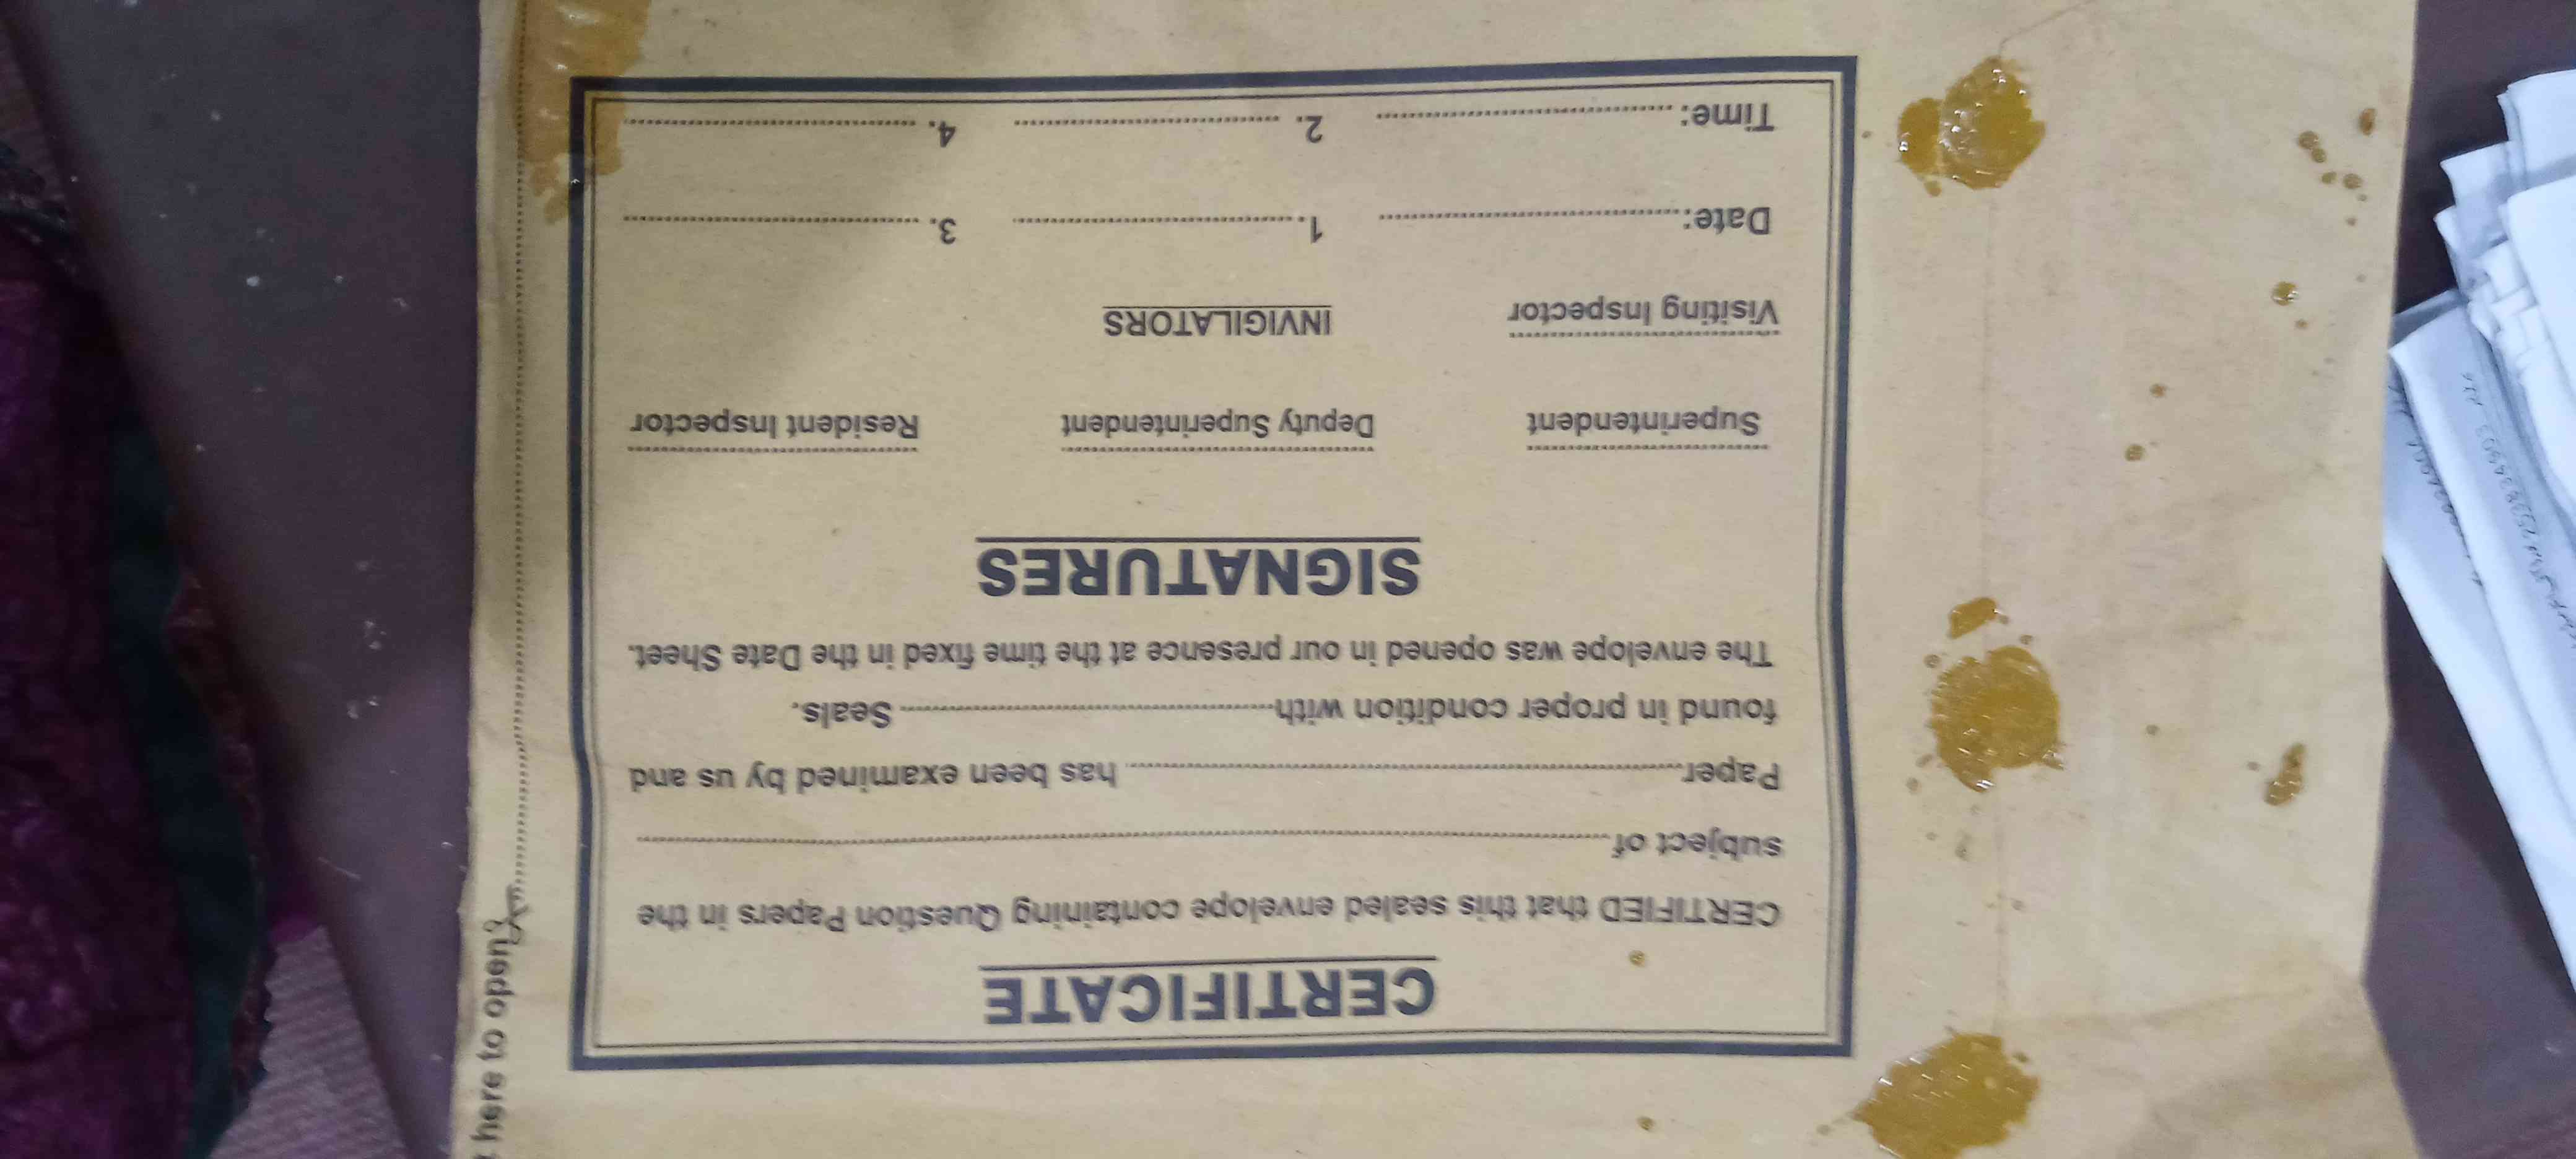 CERTIFICATE
CERTIFIED that this sealed envelope containing Question Papers in the
subject of
Paper has been examined by us and
found in proper condition with Seals.
The envelope was opened in our presence at the time fixed in the Date Sheet.
SIGNATURES
Superintendent Deputy Superintendent Resident Inspector
Visiting Inspector INVIGILATORS
Date: 1. 3.
Time: 2. 4.
here to open